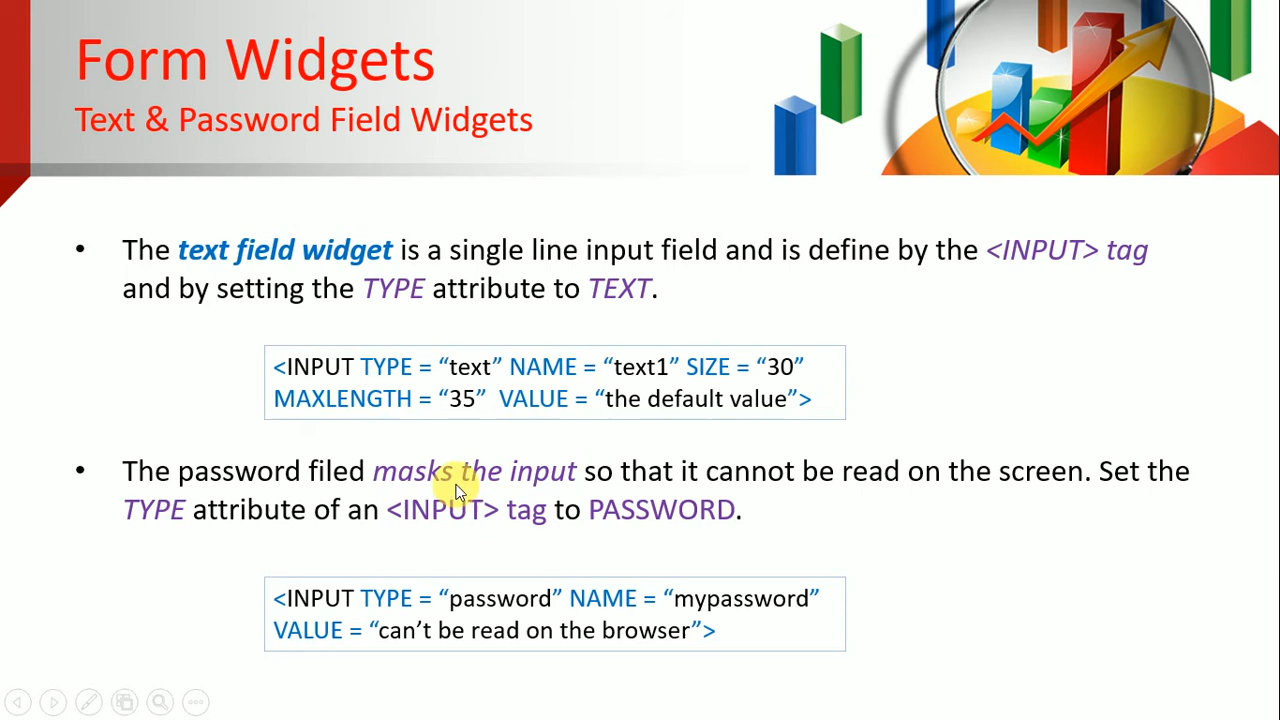 Form Widgets
Text & Password Field Widgets
• The text field widget is a single line input field and is define by the <INPUT> tag
and by setting the TYPE attribute to TEXT.
<INPUT TYPE = “text” NAME = “text1” SIZE = “30”
MAXLENGTH = “35” VALUE = “the default value”>
• The password filed masks the input so that it cannot be read on the screen. Set the
TYPE attribute of an <INPUT> tag to PASSWORD.
<INPUT TYPE = “password” NAME = “mypassword”
VALUE = “can’t be read on the browser”>